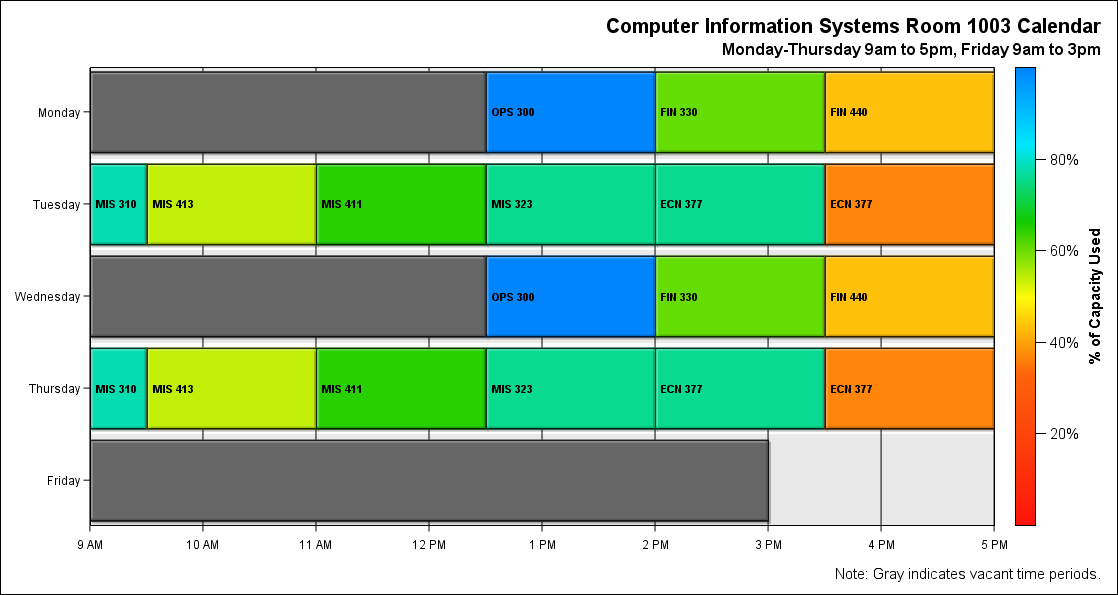 Computer Information Systems Room 1003 Calendar
Monday-Thursday 9am to 5pm, Friday 9am to 3pm
Monday
OPS 300
FIN 330
FIN 440
80%
Tuesday
MIS 310
MIS 413
MIS 411
MIS 323
ECN 377
ECN 377
60%
% of Capacity Used
Wednesday
OPS 300
FIN 330
FIN 440
40%
Thursday
MIS 310
MIS 413
MIS 411
MIS 323
ECN 377
ECN 377
20%
Friday
9 AM
10 AM
11 AM
12 PM
1 PM
2 PM
3 PM
4 PM
5 PM
Note: Gray indicates vacant time periods.